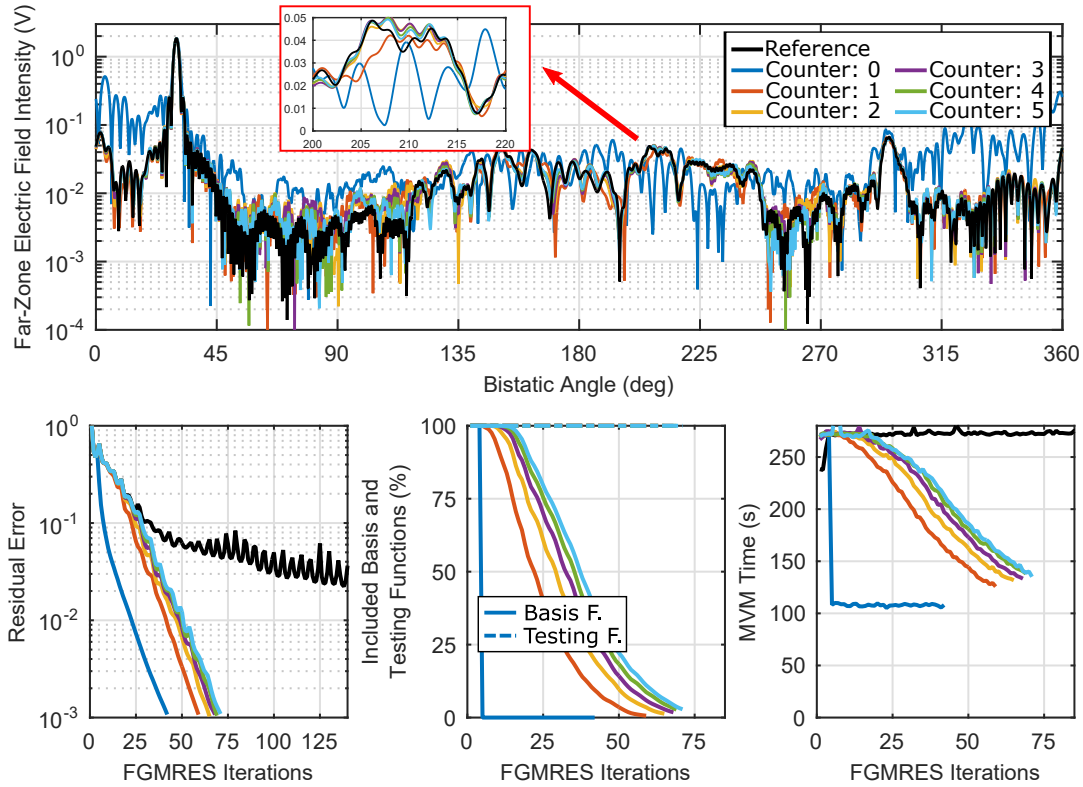 Far-Zone Electric Field Intensity (V)
10^0
10^-1
10^-2
10^-3
10^-4
0 45 90 135 180 225 270 315 360
Bistatic Angle (deg)
0.05
0.04
0.03
0.02
0.01
0
200 205 210 215 220
Reference
Counter: 0
Counter: 1
Counter: 2
Counter: 3
Counter: 4
Counter: 5
Residual Error
10^0
10^-1
10^-2
10^-3
0 25 50 75 100 125
FGMRES Iterations
Included Basis and
Testing Functions (%)
100
75
50
25
0
0 25 50 75
FGMRES Iterations
Basis F.
Testing F.
MVM Time (s)
250
200
150
100
50
0
0 25 50 75
FGMRES Iterations